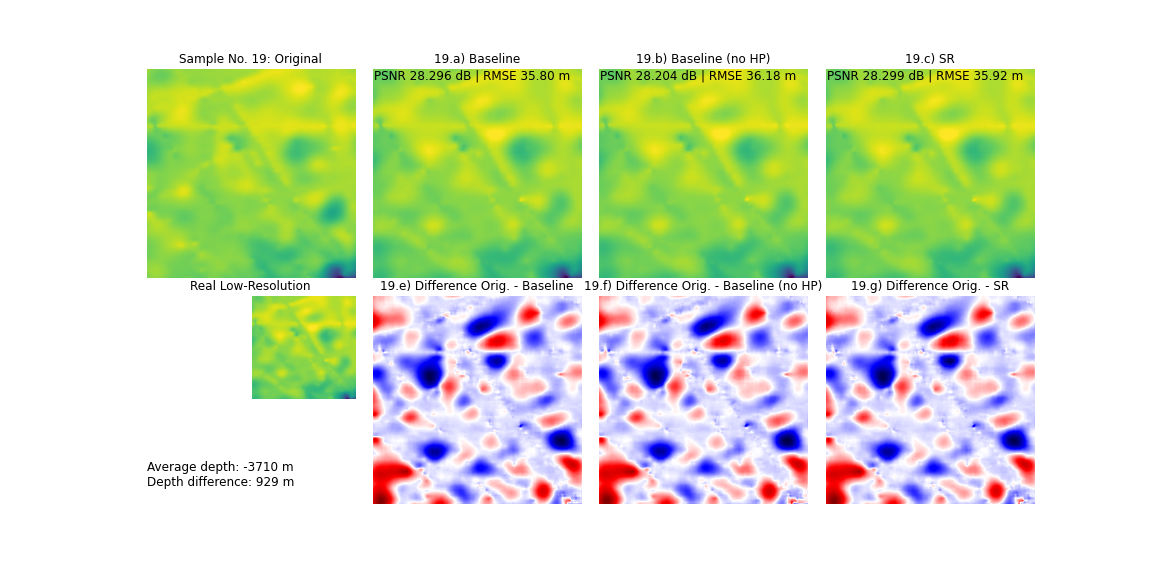 Sample No. 19: Original
19.a) Baseline
19.b) Baseline (no HP)
19.c) SR
PSNR 28.296 dB | RMSE 35.80 m
PSNR 28.204 dB | RMSE 36.18 m
PSNR 28.299 dB | RMSE 35.92 m
Real Low-Resolution
19.e) Difference Orig. - Baseline
19.f) Difference Orig. - Baseline (no HP)
19.g) Difference Orig. - SR
Average depth: -3710 m
Depth difference: 929 m